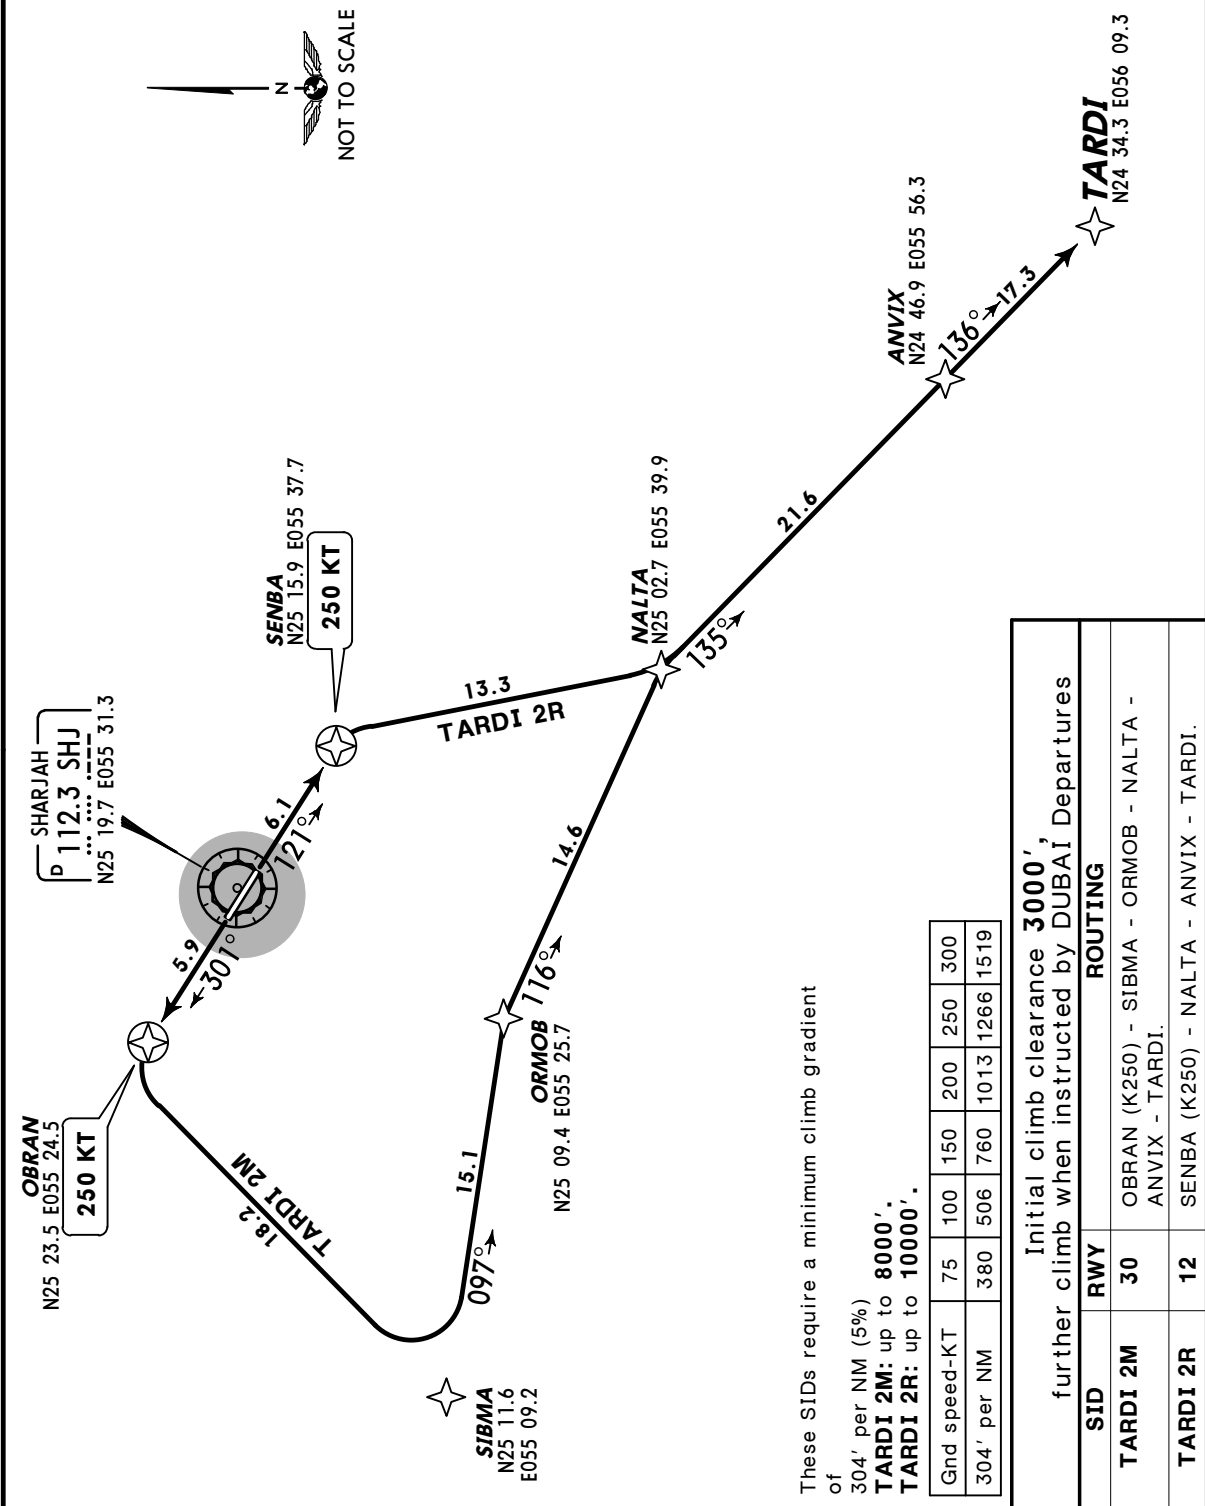 N
NOT TO SCALE
SHARJAH
D 112.3 SHJ
N25 19.7 E055 31.3
OBRAN
N25 23.5 E055 24.5
250 KT
5.9
301°
6.1
121°
SENBA
N25 15.9 E055 37.7
250 KT
18.2
TARDI 2M
13.3
TARDI 2R
SIBMA
N25 11.6
E055 09.2
097°
15.1
ORMOB
N25 09.4 E055 25.7
116°
14.6
NALTA
N25 02.7 E055 39.9
135°
21.6
ANVIX
N24 46.9 E055 56.3
136°
17.3
TARDI
N24 34.3 E056 09.3
These SIDs require a minimum climb gradient
of
304' per NM (5%)
TARDI 2M: up to 8000'.
TARDI 2R: up to 10000'.
Gnd speed-KT 75 100 150 200 250 300
304' per NM 380 506 760 1013 1266 1519
Initial climb clearance 3000',
further climb when instructed by DUBAI Departures
SID RWY ROUTING
TARDI 2M 30 OBRAN (K250) - SIBMA - ORMOB - NALTA -
ANVIX - TARDI.
TARDI 2R 12 SENBA (K250) - NALTA - ANVIX - TARDI.